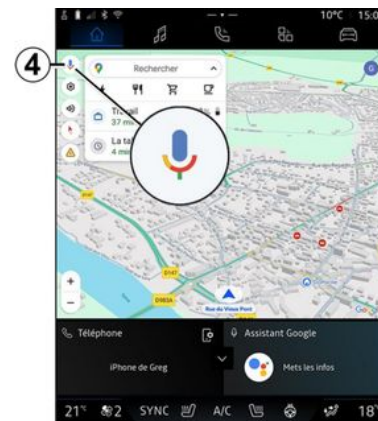 10°C 15:0
4
Rechercher
G
37 mi
La ta
4 mi
D147
D147
D983A
Rue du Vieux Pont
Téléphone
Assistant Google
iPhone de Greg
Mets les infos
21°c 2 SYNC A/C 18°